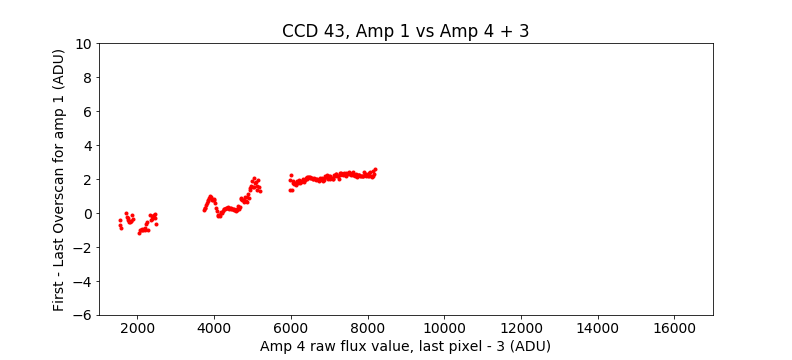 CCD 43, Amp 1 vs Amp 4 + 3
First - Last Overscan for amp 1 (ADU)
10
8
6
4
2
0
−2
−4
−6
2000 4000 6000 8000 10000 12000 14000 16000
Amp 4 raw flux value, last pixel - 3 (ADU)